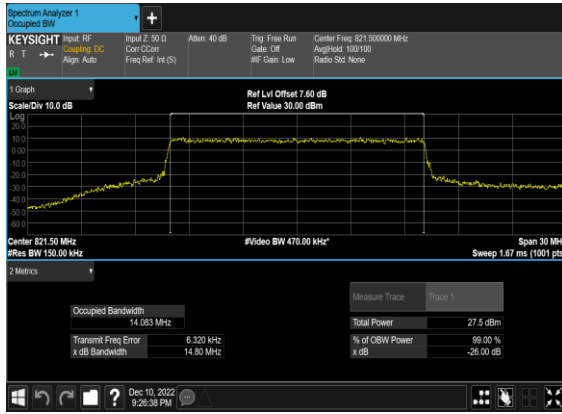 Spectrum Analyzer 1
Occupied BW
+
KEYSIGHT Input: RF Input Z: 50 Ω Atten: 40 dB Trig: Free Run Center Freq: 821.500000 MHz
R T Coupling: DC Corr CCorr Gate: Off Avg|Hold: 100/100
Align: Auto Freq Ref: Int (S) #IF Gain: Low Radio Std: None
LXI
1 Graph
Ref Lvl Offset 7.60 dB
Scale/Div 10.0 dB Ref Value 30.00 dBm
Log
20.0
10.0
0.00
-10.0
-20.0
-30.0
-40.0
-50.0
-60.0
Center 821.50 MHz #Video BW 470.00 kHz* Span 30 MH
#Res BW 150.00 kHz Sweep 1.67 ms (1001 pts
2 Metrics
Measure Trace Trace 1
Occupied Bandwidth
14.083 MHz Total Power 27.5 dBm
Transmit Freq Error 6.320 kHz % of OBW Power 99.00 %
x dB Bandwidth 14.80 MHz x dB -26.00 dB
? Dec 10, 2022
9:26:38 PM